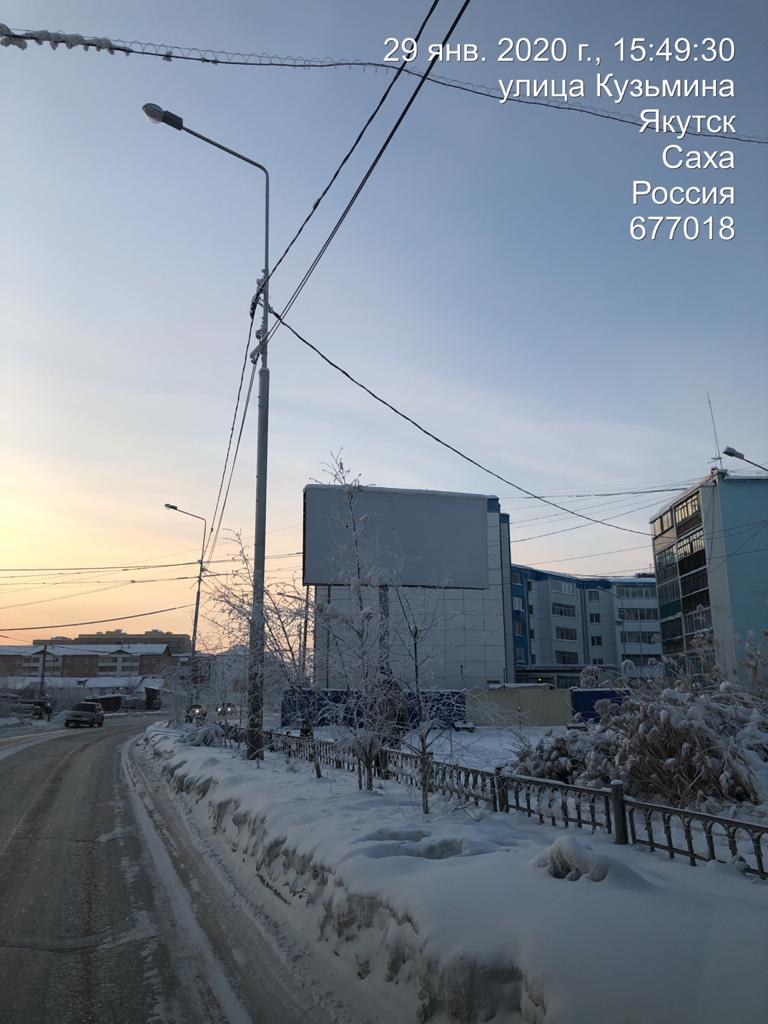 29 янв. 2020 г., 15:49:30
улица Кузьмина
Якутск
Саха
Россия
677018